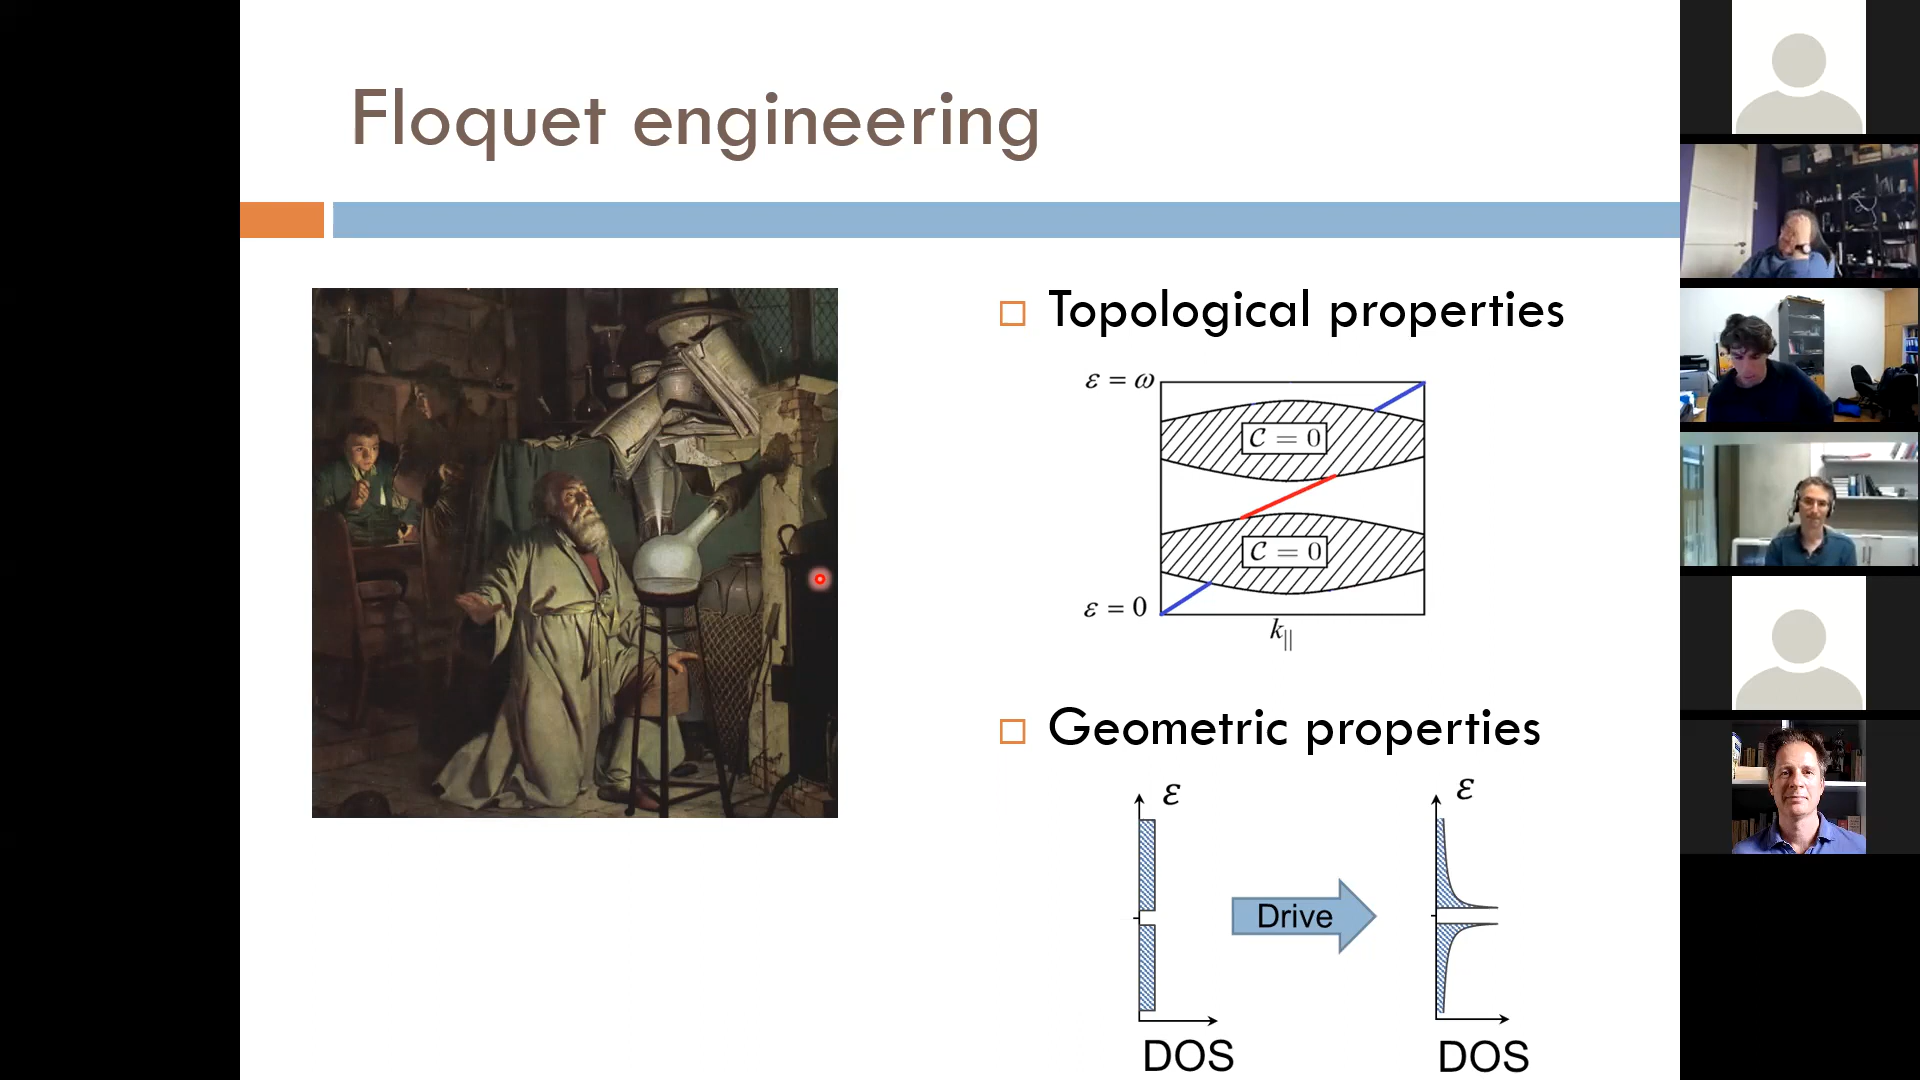 Floquet engineering
Topological properties
ε = ω
C = 0
C = 0
ε = 0
k||
Geometric properties
ε
ε
Drive
DOS
DOS